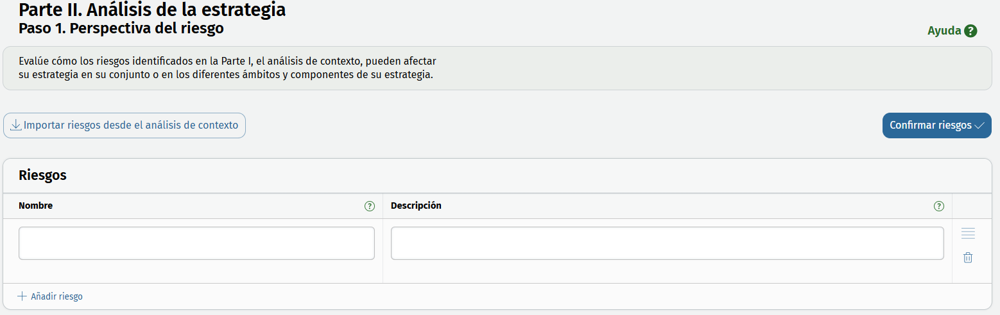 Parte II. Análisis de la estrategia
Paso 1. Perspectiva del riesgo
Ayuda ?
Evalúe cómo los riesgos identificados en la Parte I, el análisis de contexto, pueden afectar
su estrategia en su conjunto o en los diferentes ámbitos y componentes de su estrategia.
Importar riesgos desde el análisis de contexto
Confirmar riesgos
Riesgos
Nombre ?
Descripción ?
Añadir riesgo